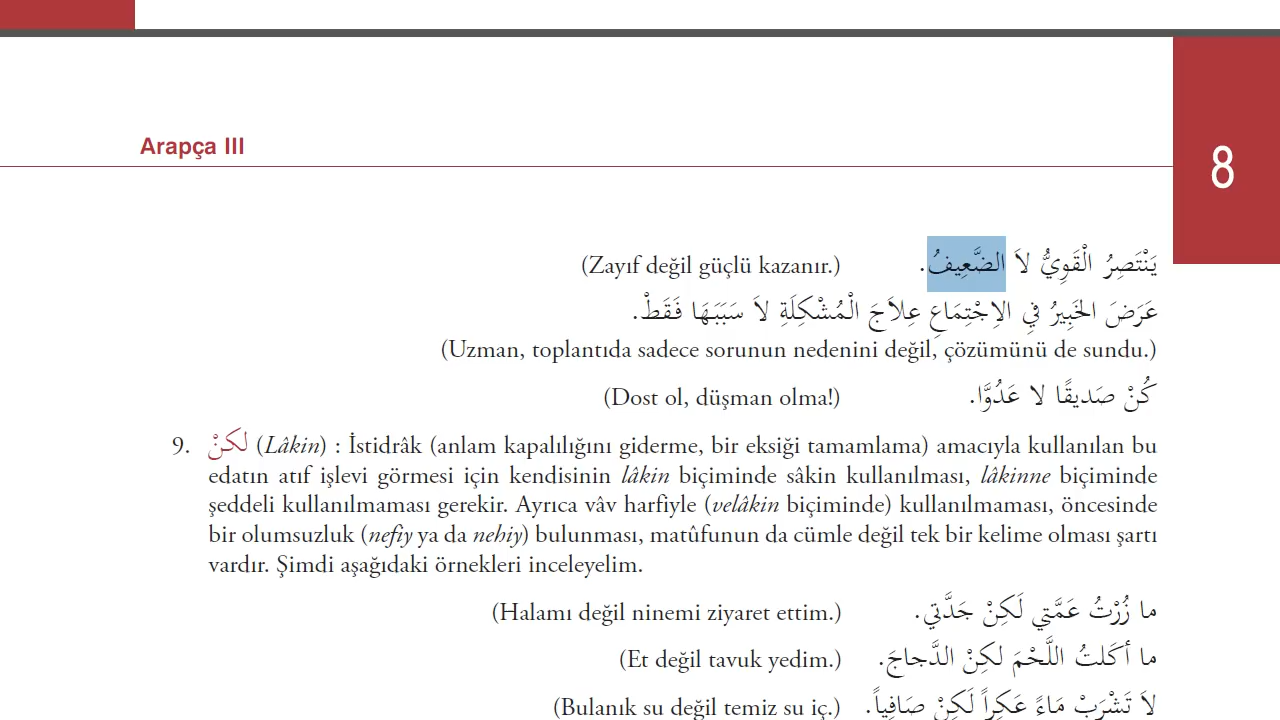 Arapça III
8
يَنْتَصِرُ الْقَوِيُّ لاَ الضَّعِيفُ. (Zayıf değil güçlü kazanır.)
عَرَضَ الخَبِيرُ فِي الاِجْتِمَاعِ عِلاَجَ الْمُشْكِلَةِ لاَ سَبَبَهَا فَقَطْ.
(Uzman, toplantıda sadece sorunun nedenini değil, çözümünü de sundu.)
كُنْ صَديقًا لا عَدُوًّا. (Dost ol, düşman olma!)
9. لكنْ (Lâkin) : İstidrâk (anlam kapalılığını giderme, bir eksiği tamamlama) amacıyla kullanılan bu
edatın atıf işlevi görmesi için kendisinin lâkin biçiminde sâkin kullanılması, lâkinne biçiminde
şeddeli kullanılmaması gerekir. Ayrıca vâv harfiyle (velâkin biçiminde) kullanılmaması, öncesinde
bir olumsuzluk (nefiy ya da nehiy) bulunması, matûfunun da cümle değil tek bir kelime olması şartı
vardır. Şimdi aşağıdaki örnekleri inceleyelim.
ما زُرْتُ عَمَّتِي لَكِنْ جَدَّتِي. (Halamı değil ninemi ziyaret ettim.)
ما أكَلتُ اللَّحْمَ لكِنْ الدَّجاجَ. (Et değil tavuk yedim.)
لاَ تَشْرَبْ مَاءً عَكِراً لَكِنْ صَافِياً. (Bulanık su değil temiz su iç.)